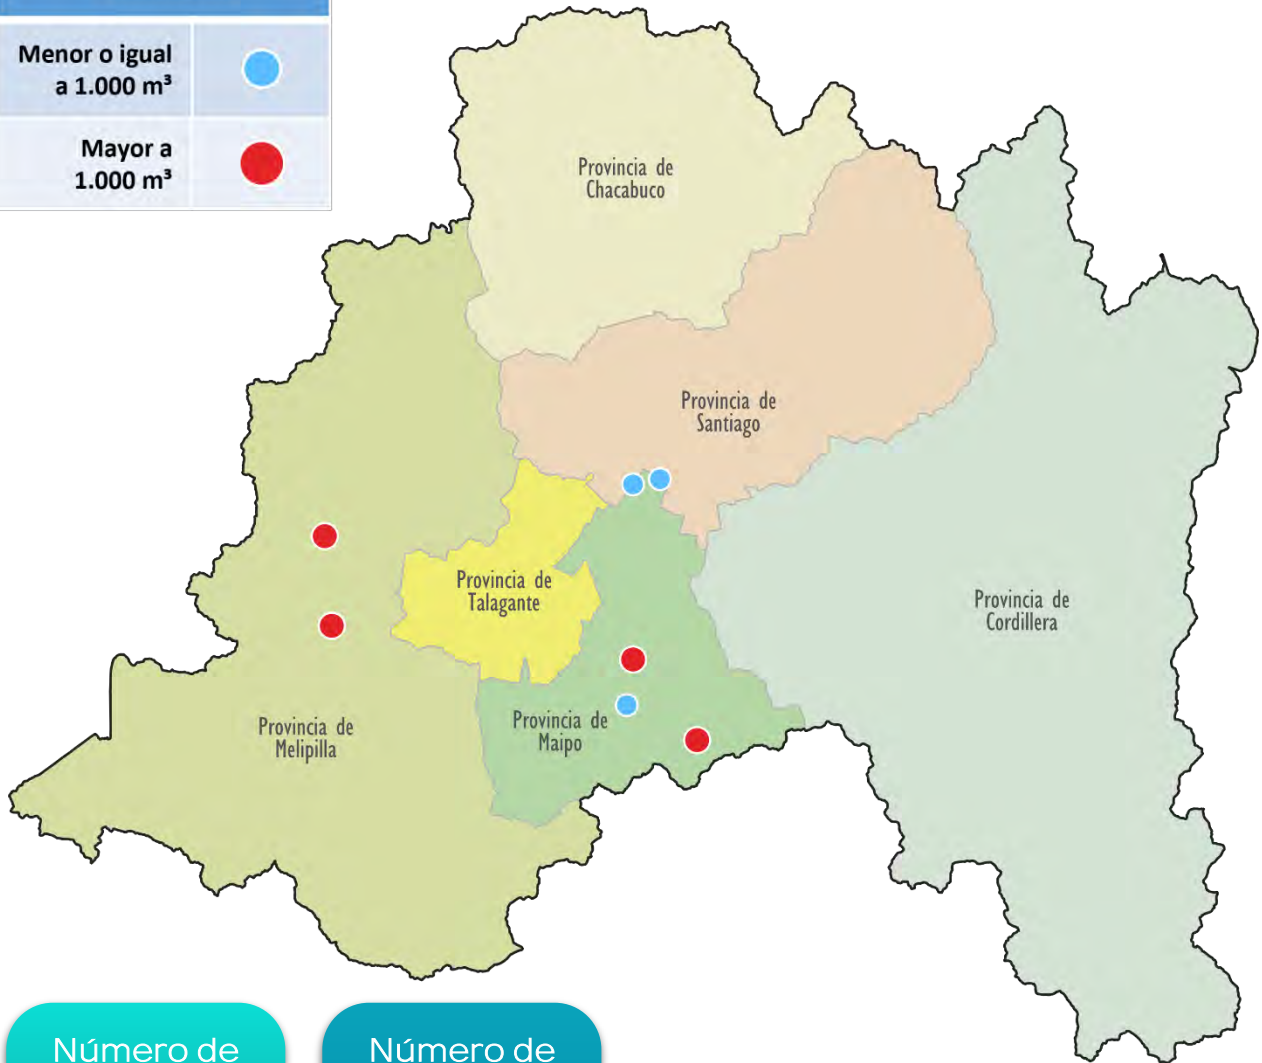 Menor o igual
a 1.000 m³
Mayor a
1.000 m³
Provincia de
Chacabuco
Provincia de
Santiago
Provincia de
Talagante
Provincia de
Cordillera
Provincia de
Melipilla
Provincia de
Maipo
Número de
Número de